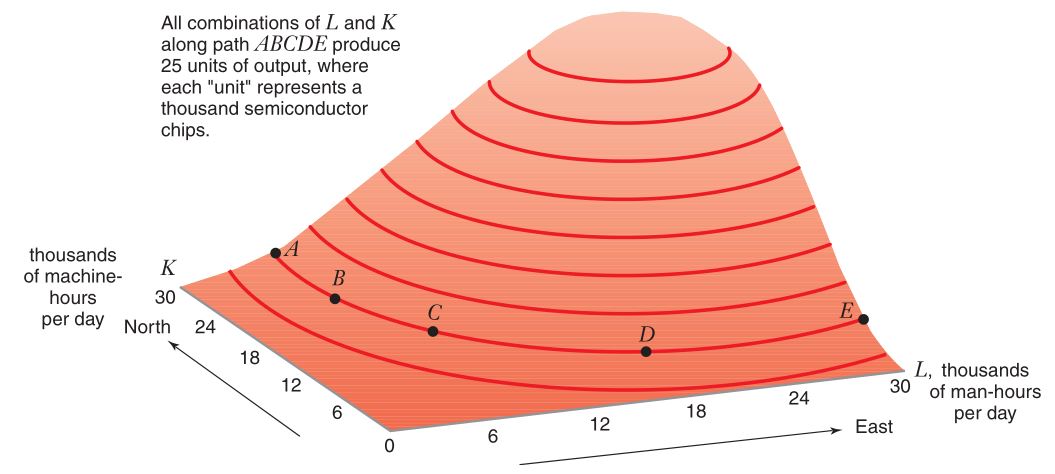 All combinations of L and K
along path ABCDE produce
25 units of output, where
each "unit" represents a
thousand semiconductor
chips.
thousands
of machine-
hours
per day
K
30
North
24
18
12
6
0
A
B
C
D
E
6
12
18
24
30
L, thousands
of man-hours
per day
East